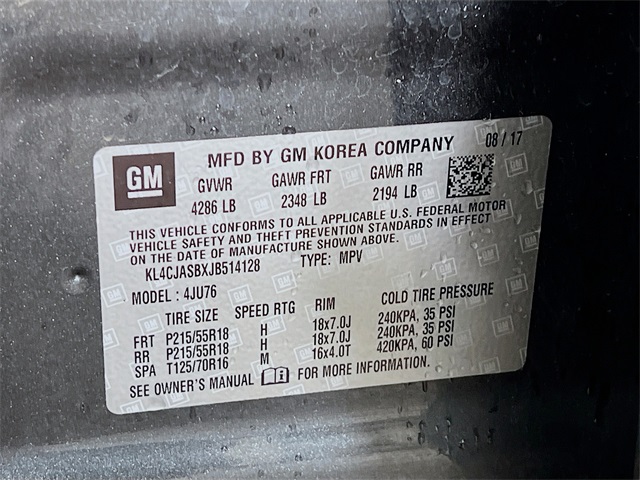 GM MFD BY GM KOREA COMPANY 08 / 17
GVWR GAWR FRT GAWR RR
4286 LB 2348 LB 2194 LB
THIS VEHICLE CONFORMS TO ALL APPLICABLE U.S. FEDERAL MOTOR
VEHICLE SAFETY AND THEFT PREVENTION STANDARDS IN EFFECT
ON THE DATE OF MANUFACTURE SHOWN ABOVE.
KL4CJASBXJB514128 TYPE: MPV
MODEL : 4JU76
TIRE SIZE SPEED RTG RIM COLD TIRE PRESSURE
FRT P215/55R18 H 18x7.0J 240KPA, 35 PSI
RR P215/55R18 H 18x7.0J 240KPA, 35 PSI
SPA T125/70R16 M 16x4.0T 420KPA, 60 PSI
SEE OWNER'S MANUAL FOR MORE INFORMATION.